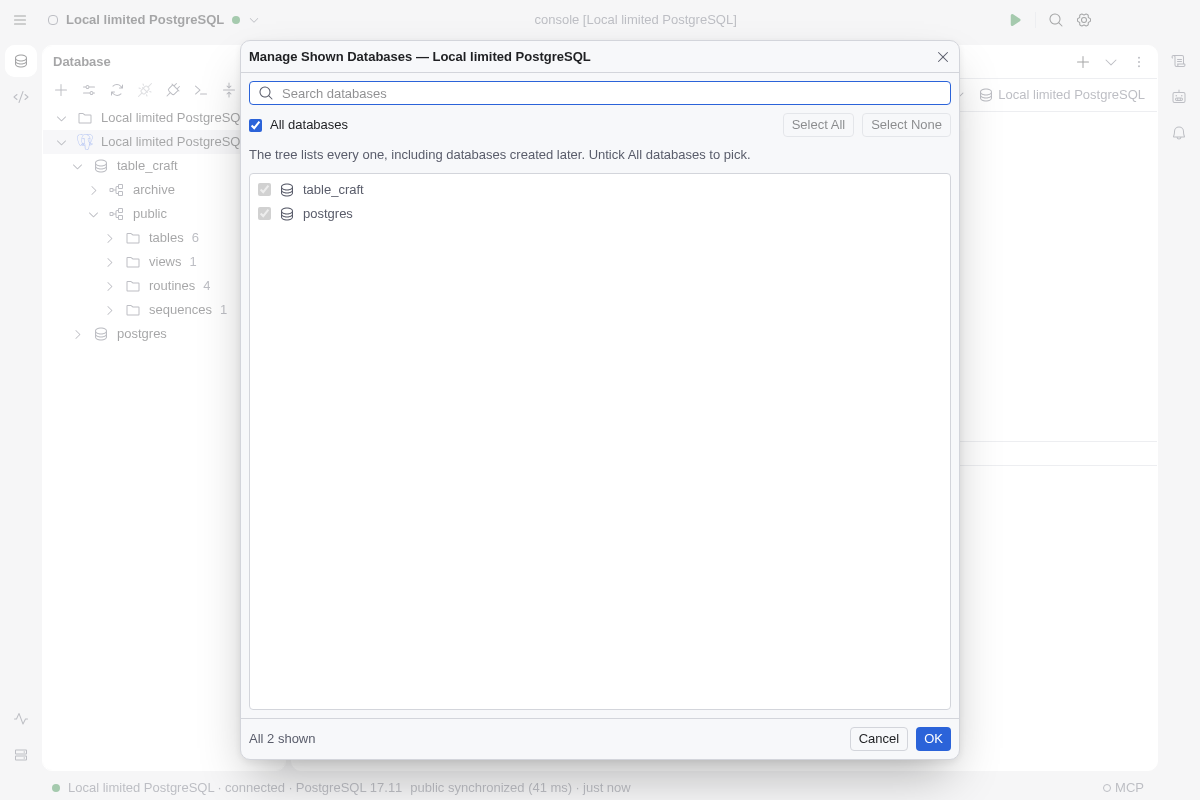 Local limited PostgreSQL
console [Local limited PostgreSQL]
Manage Shown Databases — Local limited PostgreSQL
Database
Search databases
Local limited PostgreSQL
All databases
Select All
Select None
The tree lists every one, including databases created later. Untick All databases to pick.
Local limited PostgreSQ
Local limited PostgreSQ
table_craft
archive
public
tables 6
views 1
routines 4
sequences 1
postgres
table_craft
postgres
All 2 shown
Cancel
OK
Local limited PostgreSQL · connected · PostgreSQL 17.11 public synchronized (41 ms) · just now
MCP